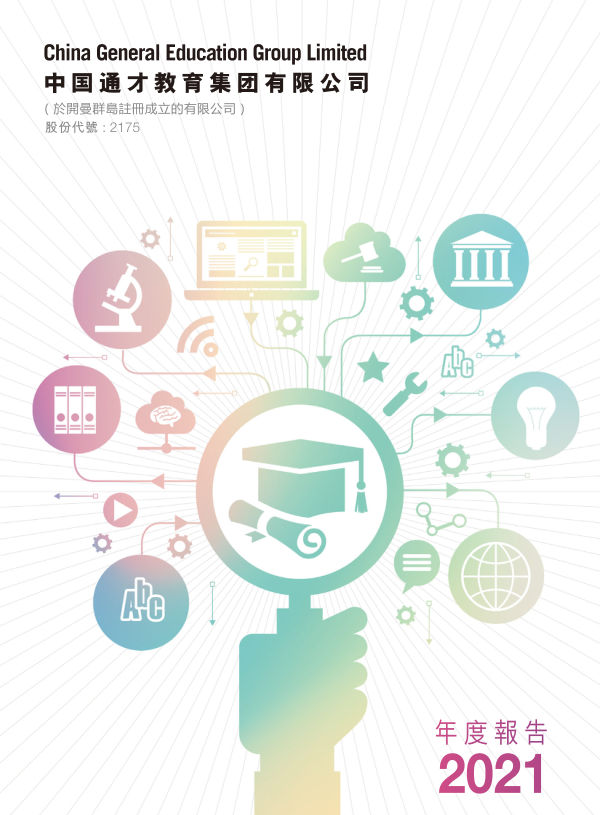 China General Education Group Limited
中国通才教育集团有限公司
（於開曼群島註冊成立的有限公司）
股份代號：2175
Abc
Abc
年度報告
2021